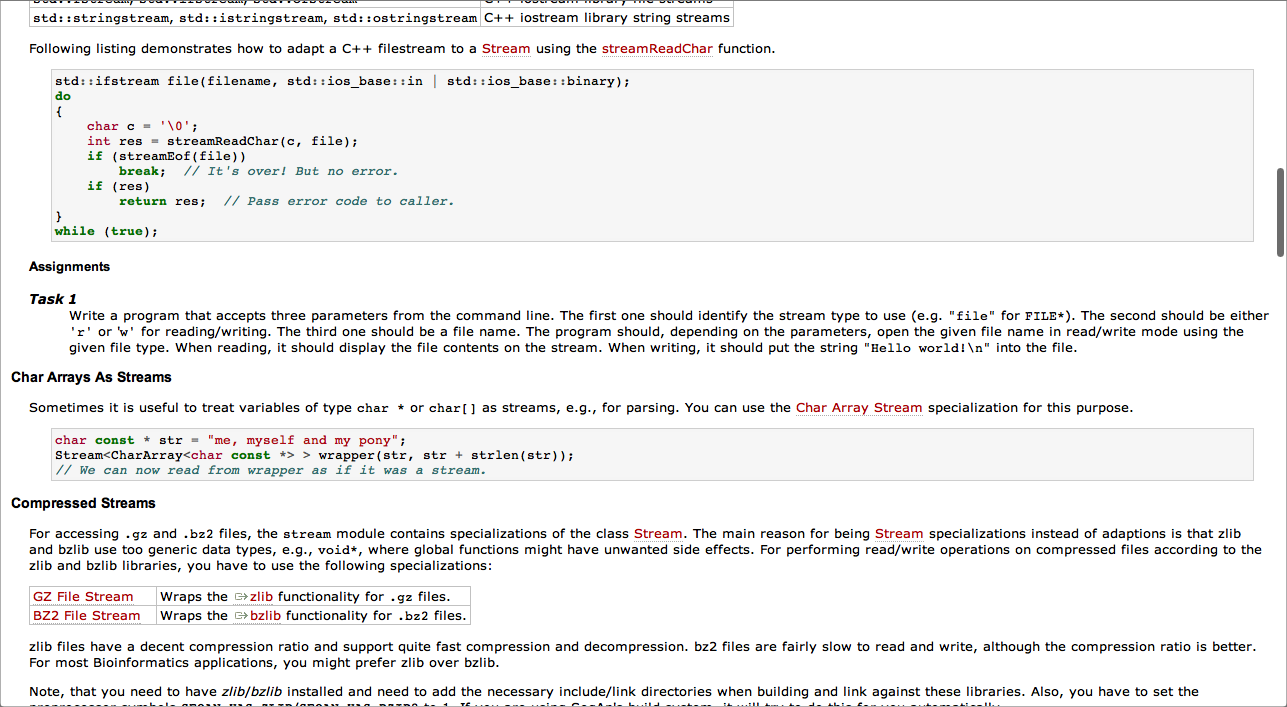 std::stringstream, std::istringstream, std::ostringstream C++ iostream library string streams
Following listing demonstrates how to adapt a C++ filestream to a Stream using the streamReadChar function.
std::ifstream file(filename, std::ios_base::in | std::ios_base::binary);
do
{
    char c = '\0';
    int res = streamReadChar(c, file);
    if (streamEof(file))
        break;  // It's over! But no error.
    if (res)
        return res;  // Pass error code to caller.
}
while (true);
Assignments
Task 1
Write a program that accepts three parameters from the command line. The first one should identify the stream type to use (e.g. "file" for FILE*). The second should be either
'r' or 'w' for reading/writing. The third one should be a file name. The program should, depending on the parameters, open the given file name in read/write mode using the
given file type. When reading, it should display the file contents on the stream. When writing, it should put the string "Hello world!\n" into the file.
Char Arrays As Streams
Sometimes it is useful to treat variables of type char * or char[] as streams, e.g., for parsing. You can use the Char Array Stream specialization for this purpose.
char const * str = "me, myself and my pony";
Stream<CharArray<char const *> > wrapper(str, str + strlen(str));
// We can now read from wrapper as if it was a stream.
Compressed Streams
For accessing .gz and .bz2 files, the stream module contains specializations of the class Stream. The main reason for being Stream specializations instead of adaptions is that zlib
and bzlib use too generic data types, e.g., void*, where global functions might have unwanted side effects. For performing read/write operations on compressed files according to the
zlib and bzlib libraries, you have to use the following specializations:
GZ File Stream Wraps the zlib functionality for .gz files.
BZ2 File Stream Wraps the bzlib functionality for .bz2 files.
zlib files have a decent compression ratio and support quite fast compression and decompression. bz2 files are fairly slow to read and write, although the compression ratio is better.
For most Bioinformatics applications, you might prefer zlib over bzlib.
Note, that you need to have zlib/bzlib installed and need to add the necessary include/link directories when building and link against these libraries. Also, you have to set the